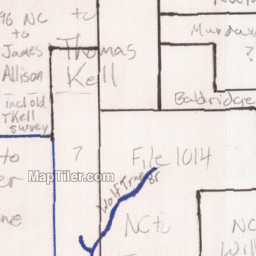 96 NC to
to
James
Allison
incl old
TKell
survey
Thomas
Kell
Murdaw
?
Baldridge
to
er
?
File 1014
MapTiler.com
Wolf Trap
Br
ne
NC to
NC
Will